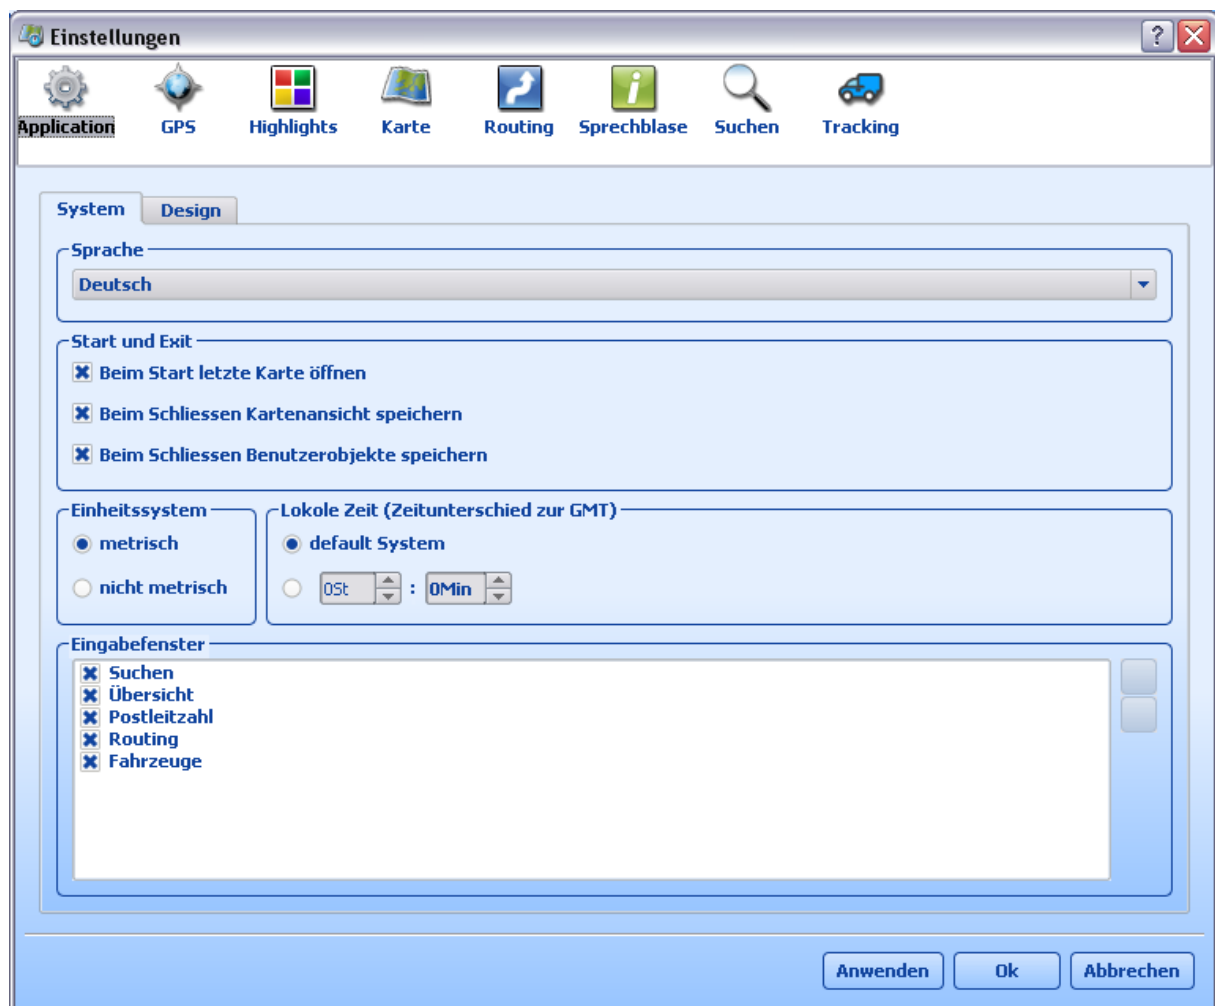 Einstellungen
Application GPS Highlights Karte Routing Sprechblase Suchen Tracking
System Design
Sprache
Deutsch
Start und Exit
Beim Start letzte Karte öffnen
Beim Schliessen Kartenansicht speichern
Beim Schliessen Benutzerobjekte speichern
Einheitssystem Lokole Zeit (Zeitunterschied zur GMT)
metrisch default System
nicht metrisch 0St : 0Min
Eingabefenster
Suchen
Übersicht
Postleitzahl
Routing
Fahrzeuge
Anwenden Ok Abbrechen